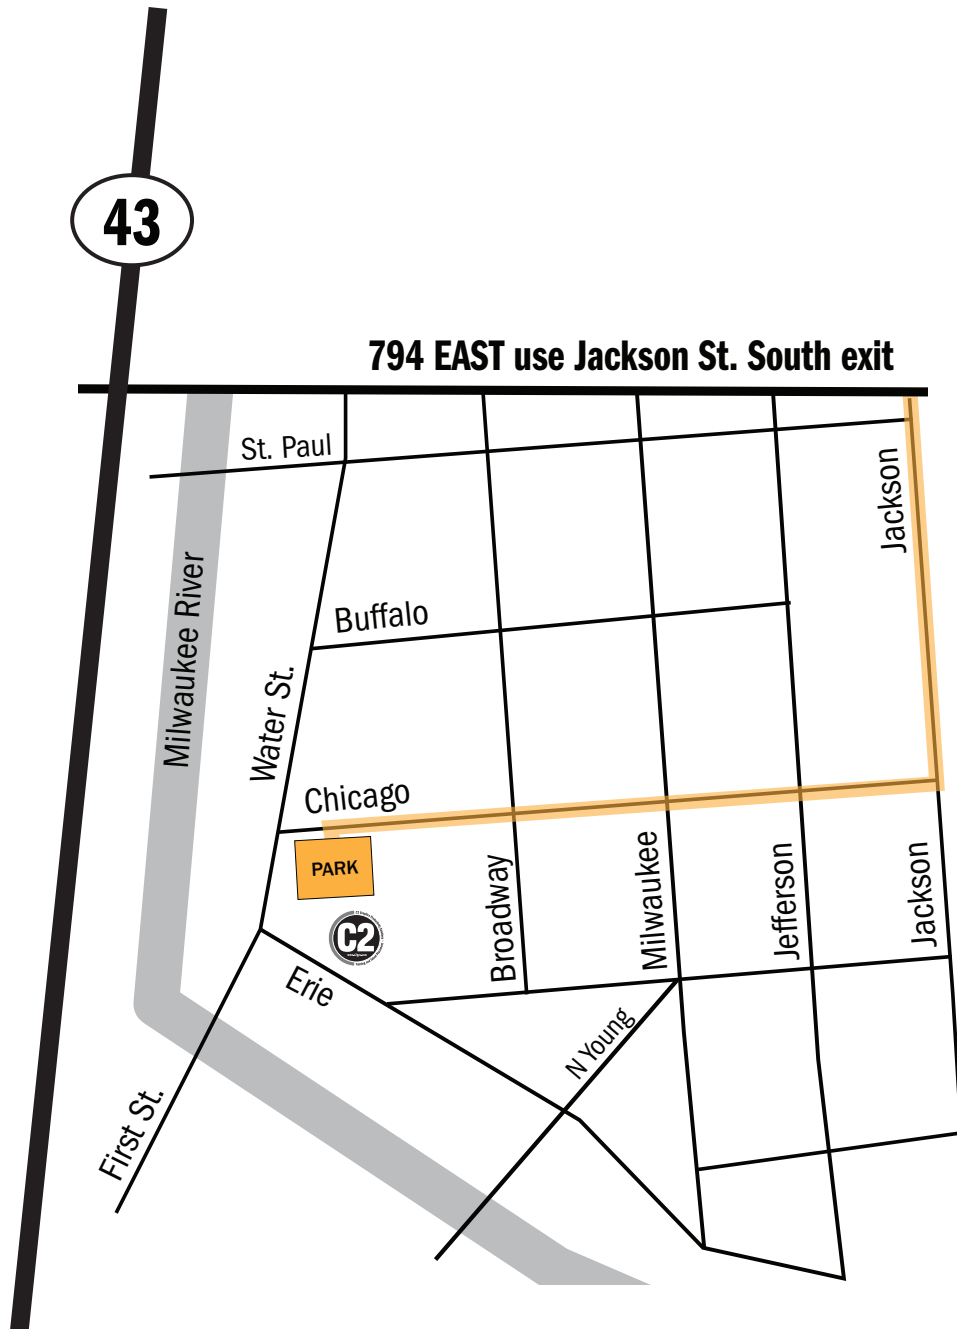 43
794 EAST use Jackson St. South exit
St. Paul
Jackson
Milwaukee River
Buffalo
Water St.
Chicago
PARK
C2
Broadway
Milwaukee
Jefferson
Jackson
Erie
N Young
First St.